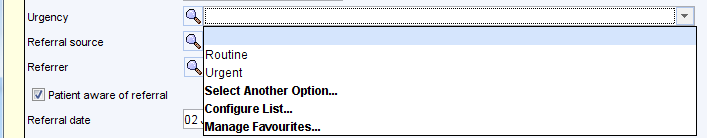 Urgency
Referral source
Routine
Referrer
Urgent
Patient aware of referral
Select Another Option...
Configure List...
Referral date
02
Manage Favourites...